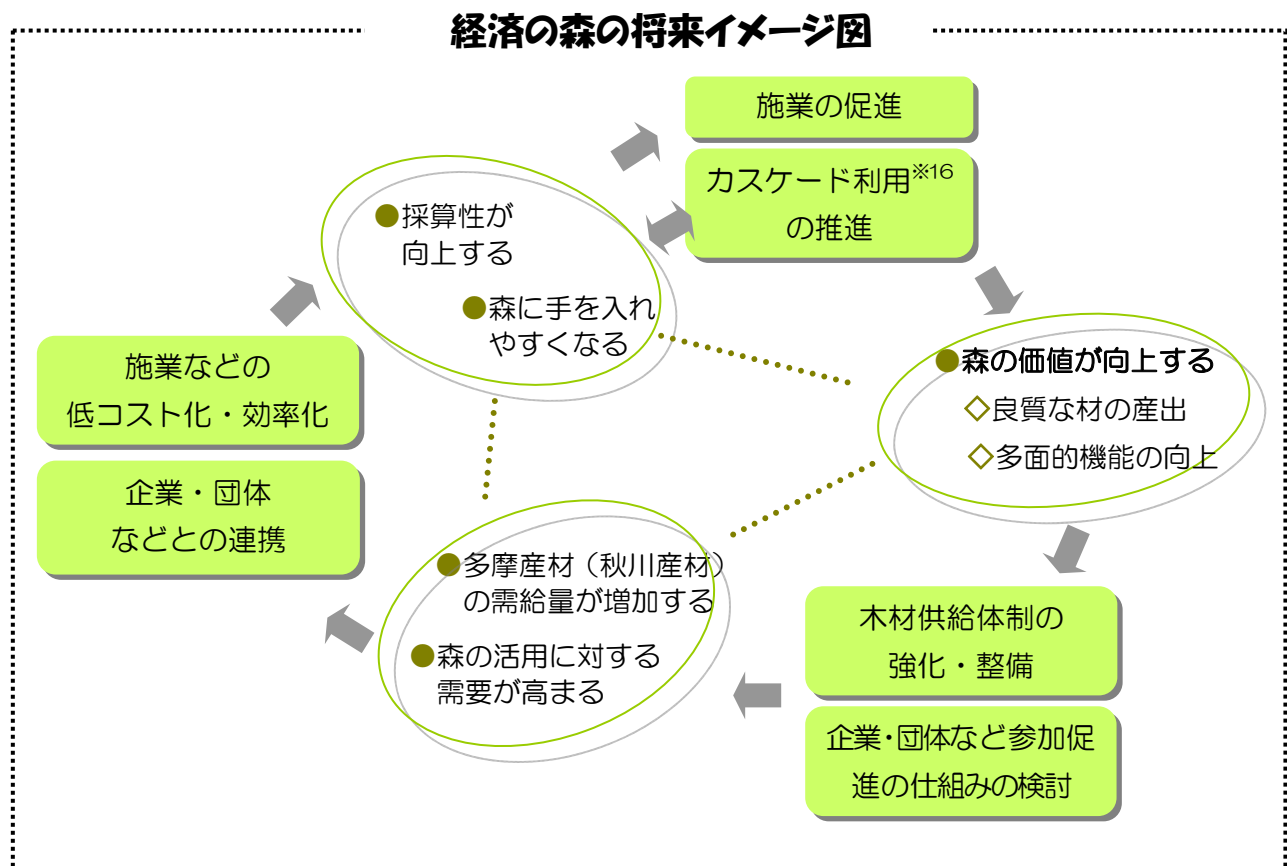 経済の森の将来イメージ図
施業の促進
カスケード利用※16
の推進
●採算性が
向上する
●森に手を入れ
やすくなる
施業などの
低コスト化・効率化
企業・団体
などとの連携
●森の価値が向上する
◇良質な材の産出
◇多面的機能の向上
●多摩産材（秋川産材）
の需給量が増加する
●森の活用に対する
需要が高まる
木材供給体制の
強化・整備
企業・団体など参加促
進の仕組みの検討